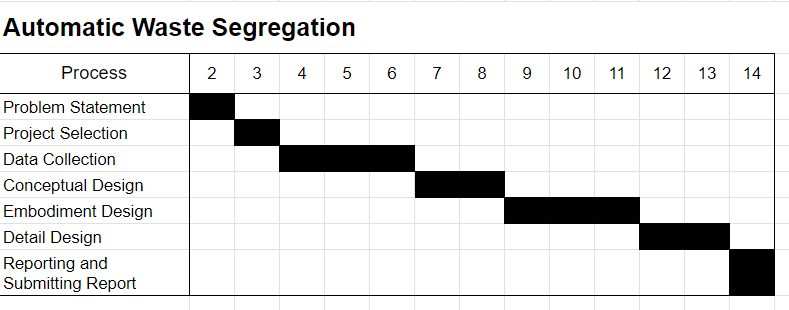 Automatic Waste Segregation
Process 2 3 4 5 6 7 8 9 10 11 12 13 14
Problem Statement
Project Selection
Data Collection
Conceptual Design
Embodiment Design
Detail Design
Reporting and
Submitting Report